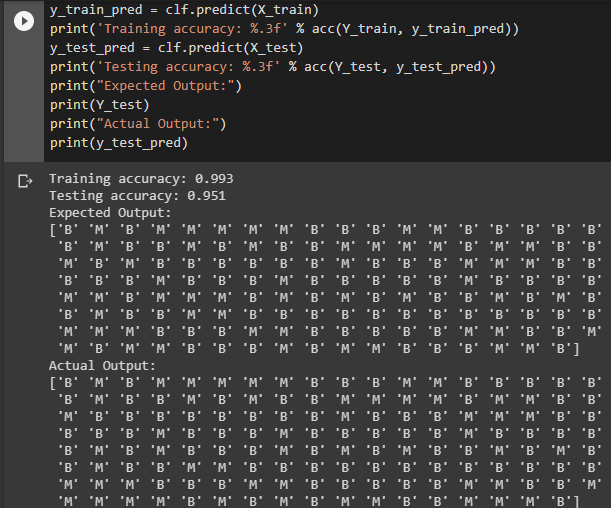 y_train_pred = clf.predict(X_train)
print('Training accuracy: %.3f' % acc(Y_train, y_train_pred))
y_test_pred = clf.predict(X_test)
print('Testing accuracy: %.3f' % acc(Y_test, y_test_pred))
print("Expected Output:")
print(Y_test)
print("Actual Output:")
print(y_test_pred)
Training accuracy: 0.993
Testing accuracy: 0.951
Expected Output:
['B' 'M' 'B' 'M' 'M' 'M' 'M' 'M' 'B' 'B' 'B' 'M' 'M' 'B' 'B' 'B' 'B' 'B'
'B' 'M' 'B' 'B' 'M' 'B' 'M' 'B' 'B' 'M' 'M' 'M' 'M' 'B' 'M' 'M' 'B' 'B'
'M' 'B' 'M' 'B' 'B' 'B' 'B' 'B' 'B' 'M' 'B' 'B' 'B' 'M' 'M' 'B' 'B' 'B'
'B' 'B' 'B' 'M' 'B' 'B' 'B' 'M' 'B' 'B' 'B' 'B' 'B' 'M' 'B' 'B' 'B' 'B'
'M' 'M' 'B' 'M' 'M' 'M' 'B' 'M' 'B' 'M' 'B' 'M' 'B' 'B' 'M' 'B' 'M' 'B'
'B' 'M' 'B' 'M' 'M' 'B' 'B' 'B' 'B' 'B' 'B' 'B' 'B' 'B' 'B' 'B' 'B' 'B'
'M' 'M' 'M' 'B' 'B' 'B' 'M' 'M' 'B' 'B' 'B' 'B' 'B' 'M' 'M' 'B' 'B' 'M'
'M' 'B' 'M' 'M' 'B' 'B' 'B' 'M' 'B' 'M' 'M' 'B' 'B' 'B' 'M' 'M' 'B']
Actual Output:
['B' 'M' 'B' 'M' 'M' 'M' 'M' 'M' 'B' 'B' 'B' 'M' 'M' 'B' 'B' 'B' 'B' 'B'
'B' 'M' 'B' 'B' 'M' 'B' 'M' 'B' 'B' 'M' 'M' 'M' 'M' 'B' 'M' 'M' 'B' 'B'
'M' 'B' 'B' 'B' 'B' 'B' 'B' 'B' 'B' 'M' 'B' 'B' 'B' 'M' 'M' 'M' 'B' 'B'
'B' 'B' 'B' 'M' 'B' 'B' 'B' 'M' 'B' 'B' 'B' 'B' 'B' 'M' 'B' 'B' 'B' 'B'
'B' 'M' 'B' 'M' 'B' 'B' 'B' 'M' 'B' 'M' 'B' 'M' 'B' 'B' 'M' 'B' 'M' 'B'
'B' 'M' 'B' 'B' 'M' 'M' 'B' 'B' 'B' 'B' 'B' 'B' 'B' 'B' 'B' 'B' 'B' 'B'
'M' 'M' 'M' 'B' 'B' 'B' 'M' 'M' 'B' 'B' 'B' 'B' 'B' 'M' 'M' 'B' 'B' 'M'
'M' 'M' 'M' 'M' 'B' 'M' 'B' 'M' 'B' 'M' 'M' 'B' 'B' 'M' 'M' 'M' 'B']